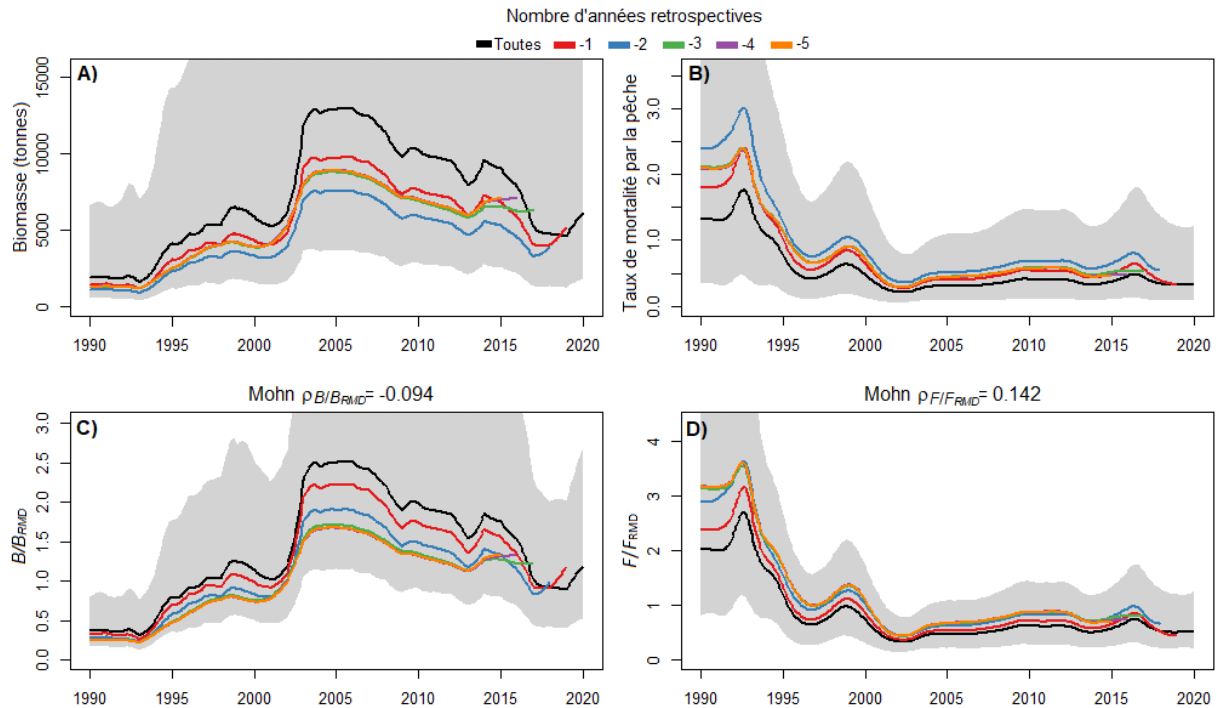 Nombre d'années retrospectives
Toutes -1 -2 -3 -4 -5
A)
Biomasse (tonnes)
0 5000 10000 15000
1990 1995 2000 2005 2010 2015 2020
B)
Taux de mortalité par la pêche
0.0 1.0 2.0 3.0
1990 1995 2000 2005 2010 2015 2020
Mohn ρB/BRMD= -0.094
C)
B/BRMD
0.0 0.5 1.0 1.5 2.0 2.5 3.0
1990 1995 2000 2005 2010 2015 2020
Mohn ρF/FRMD= 0.142
D)
F/FRMD
0 1 2 3 4
1990 1995 2000 2005 2010 2015 2020